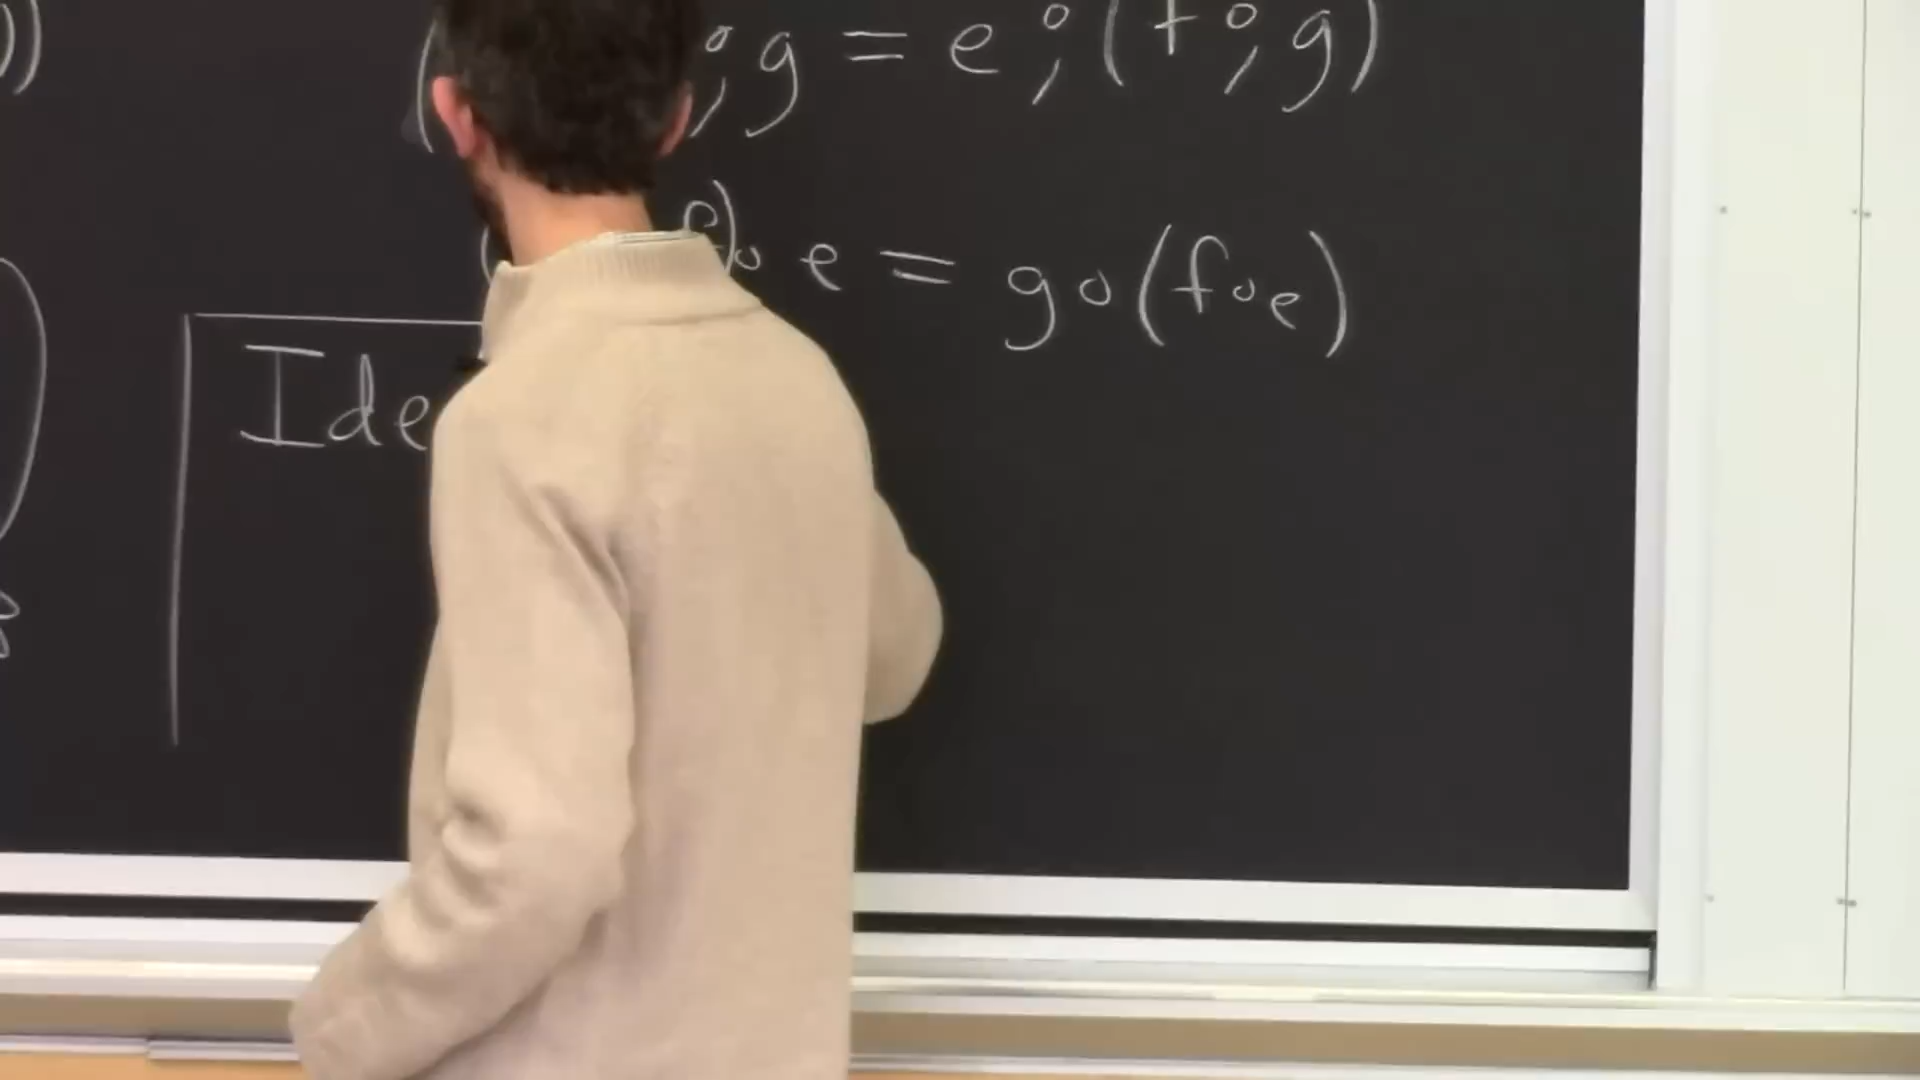 ; g = e ; (f ; g)
f) o e = g o (f o e)
Ide